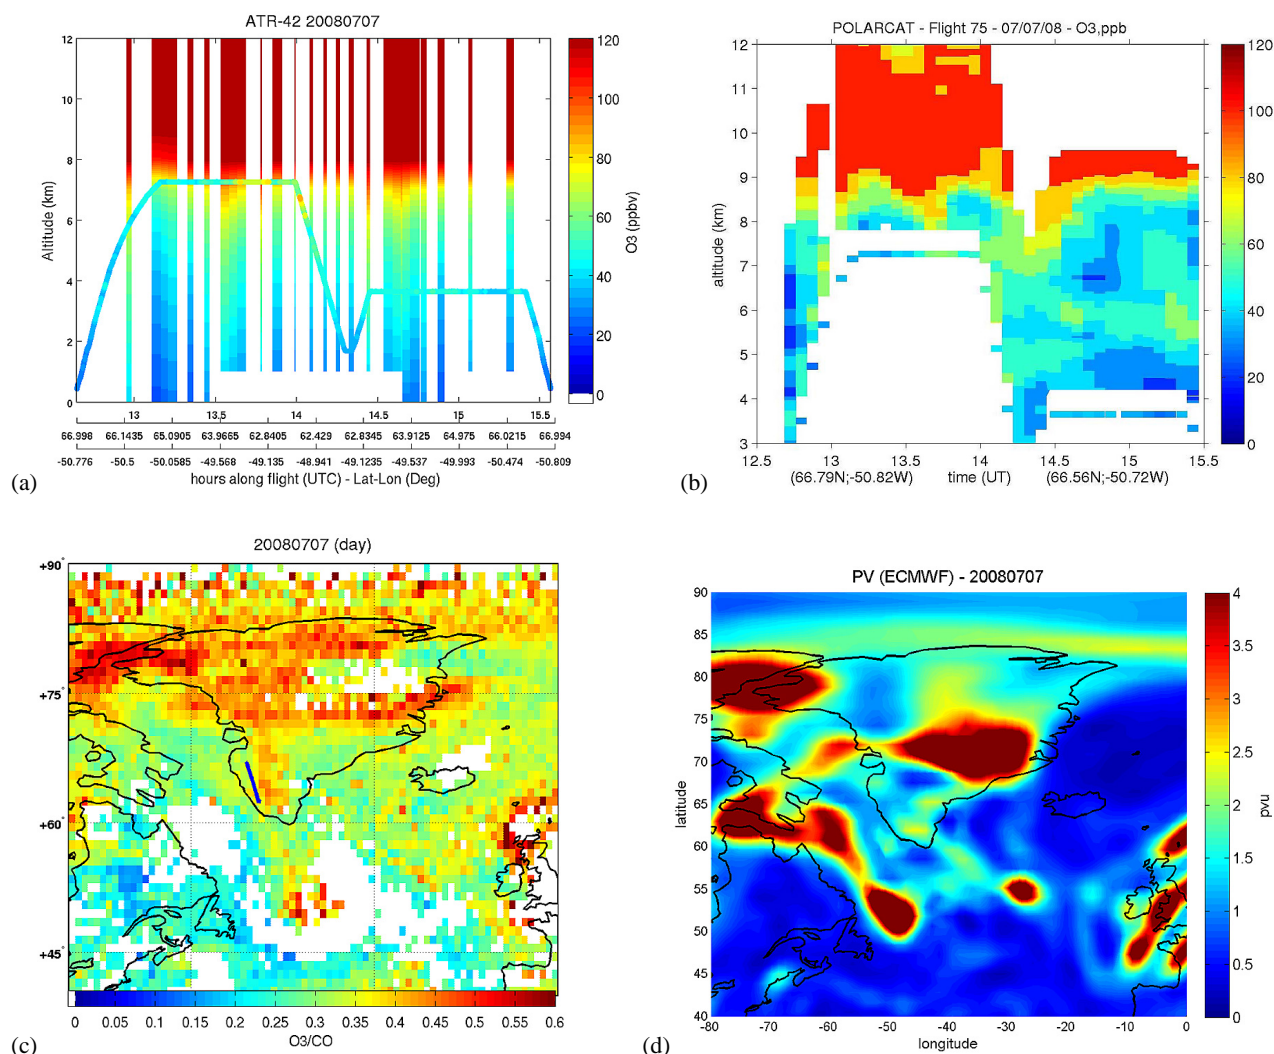 ATR-42 20080707
12
10
8
6
4
2
0
Altitude (km)
13 13.5 14 14.5 15 15.5
66.998 66.1435 65.0905 63.9665 62.8405 62.429 62.8345 63.9125 64.975 66.0215 66.994
-50.776 -50.5 -50.0585 -49.568 -49.135 -48.941 -49.1235 -49.537 -49.993 -50.474 -50.809
hours along flight (UTC) - Lat-Lon (Deg)
120
100
80
60
40
20
0
O3 (ppbv)
(a)
POLARCAT - Flight 75 - 07/07/08 - O3,ppb
12
11
10
9
8
7
6
5
4
3
altitude (km)
12.5 13 13.5 14 14.5 15 15.5
(66.79N;-50.82W) time (UT) (66.56N;-50.72W)
120
100
80
60
40
20
0
(b)
20080707 (day)
+90°
+75°
+60°
+45°
0 0.05 0.1 0.15 0.2 0.25 0.3 0.35 0.4 0.45 0.5 0.55 0.6
O3/CO
(c)
PV (ECMWF) - 20080707
90
85
80
75
70
65
60
55
50
45
40
latitude
-80 -70 -60 -50 -40 -30 -20 -10 0
longitude
4
3.5
3
2.5
2
1.5
1
0.5
0
pvu
(d)